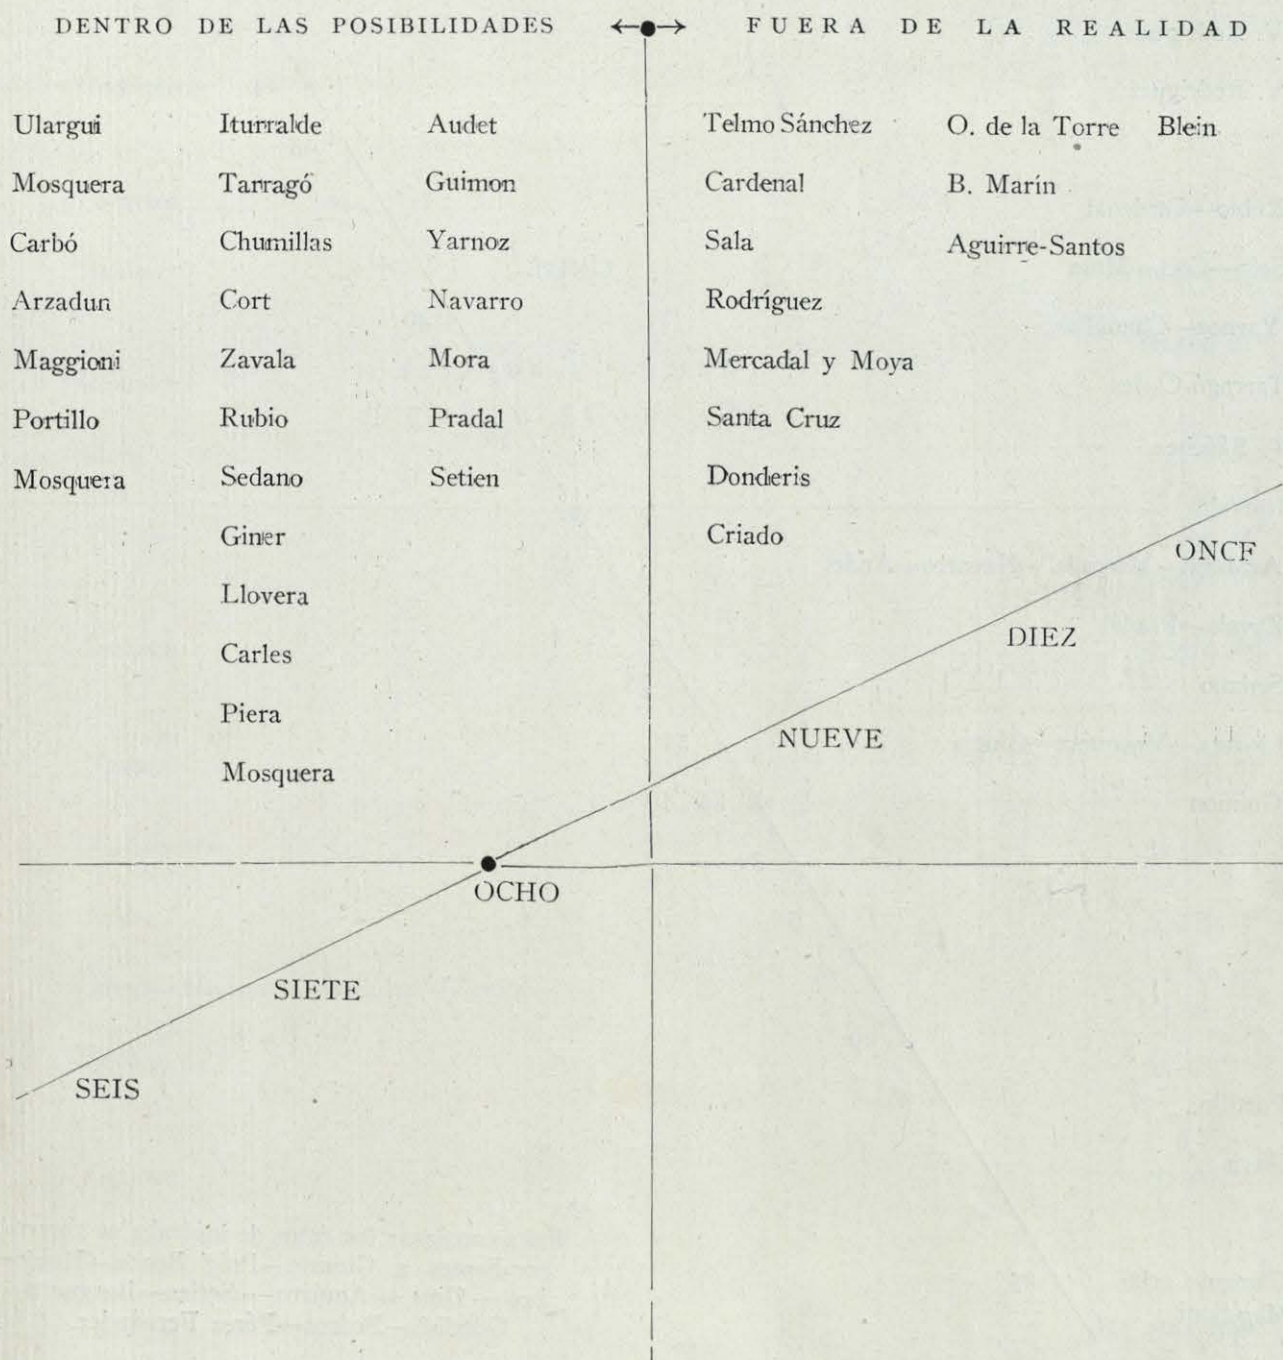 DENTRO DE LAS POSIBILIDADES ←●→ FUERA DE LA REALIDAD
Ulargui Iturralde Audet Telmo Sánchez O. de la Torre Blein
Mosquera Tarragó Guimon Cardenal B. Marín
Carbó Chumillas Yarnoz Sala Aguirre-Santos
Arzadun Cort Navarro Rodríguez
Maggioni Zavala Mora Mercadal y Moya
Portillo Rubio Pradal Santa Cruz
Mosquera Sedano Setien Donderis
Giner Criado
ONCE
Llovera
DIEZ
Carles
Piera
NUEVE
Mosquera
OCHO
SIETE
SEIS